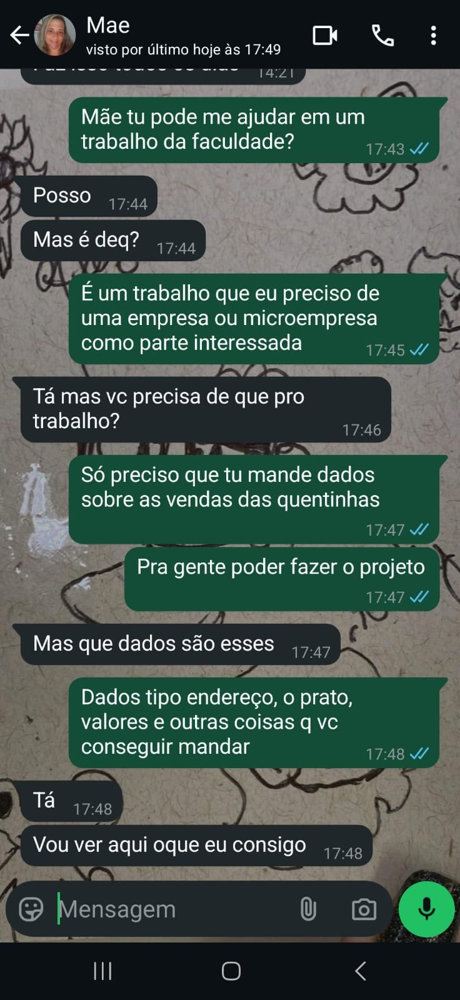 Mae
visto por último hoje às 17:49
14:21
Mãe tu pode me ajudar em um
trabalho da faculdade?
17:43
Posso 17:44
Mas é deq? 17:44
É um trabalho que eu preciso de
uma empresa ou microempresa
como parte interessada 17:45
Tá mas vc precisa de que pro
trabalho?
17:46
Só preciso que tu mande dados
sobre as vendas das quentinhas
17:47
Pra gente poder fazer o projeto
17:47
Mas que dados são esses 17:47
Dados tipo endereço, o prato,
valores e outras coisas q vc
conseguir mandar 17:48
Tá 17:48
Vou ver aqui oque eu consigo 17:48
Mensagem